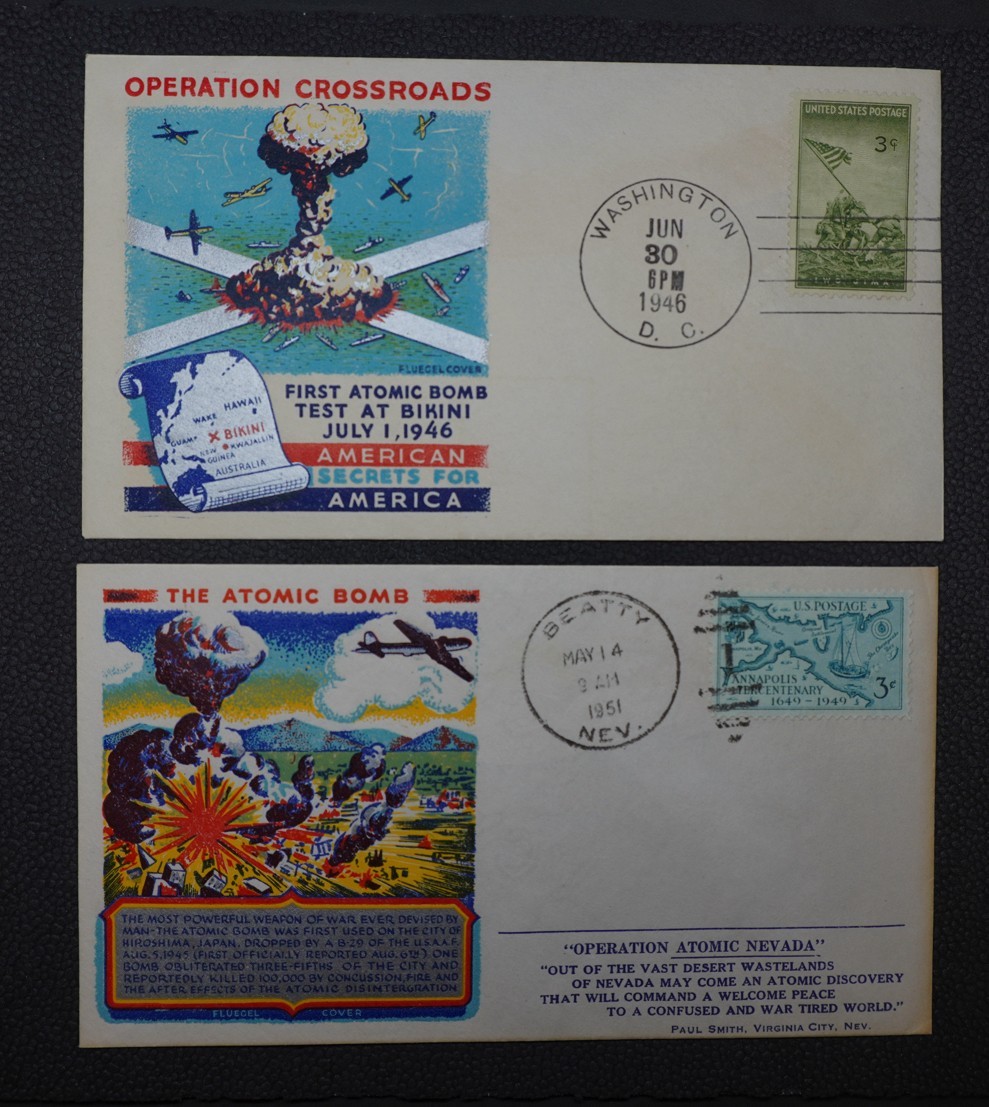 OPERATION CROSSROADS
FLUEGEL COVER
FIRST ATOMIC BOMB
TEST AT BIKINI
JULY 1, 1946
AMERICAN
SECRETS FOR
AMERICA
HAWAII
WAKE
GUAM
BIKINI
KWAJALEIN
NEW
GUINEA
AUSTRALIA
WASHINGTON
JUN
30
6 PM
1946
D. C.
UNITED STATES POSTAGE
3¢
THE ATOMIC BOMB
THE MOST POWERFUL WEAPON OF WAR EVER DEVISED BY
MAN-THE ATOMIC BOMB WAS FIRST USED ON THE CITY OF
HIROSHIMA, JAPAN. DROPPED BY A B-29 OF THE U.S.A.A.F.
AUG. 5, 1945 (FIRST OFFICIALLY REPORTED AUG. 6TH) ONE
BOMB OBLITERATED THREE-FIFTHS OF THE CITY AND
REPORTEDLY KILLED 100,000 BY CONCUSSION, FIRE AND
THE AFTER EFFECTS OF THE ATOMIC DISINTERGRATION.
FLUEGEL COVER
BEATTY
MAY 14
9 AM
1951
NEV.
U.S. POSTAGE
ANNAPOLIS
TERCENTENARY
1649-1949
3¢
"OPERATION ATOMIC NEVADA"
"OUT OF THE VAST DESERT WASTELANDS
OF NEVADA MAY COME AN ATOMIC DISCOVERY
THAT WILL COMMAND A WELCOME PEACE
TO A CONFUSED AND WAR TIRED WORLD."
PAUL SMITH, VIRGINIA CITY, NEV.